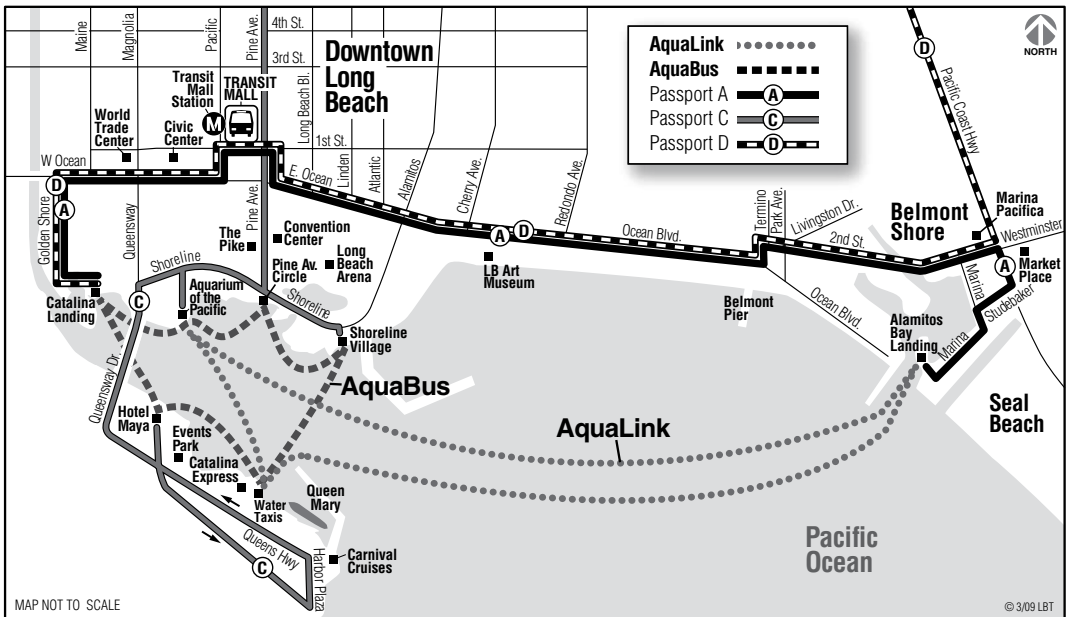 Maine
Magnolia
Pacific
Pine Ave.
4th St.
3rd St.
Downtown
Long
Beach
Transit
Mall
Station
TRANSIT
MALL
M
World
Trade
Center
Civic
Center
Long Beach Bl.
1st St.
W Ocean
E. Ocean
Linden
Atlantic
Alamitos
Cherry Ave.
Redondo Ave.
AquaLink
AquaBus
Passport A
A
Passport C
C
Passport D
D
NORTH
D
Pacific Coast Hwy
D
A
Golden Shore
Queensway
Pine Ave.
The
Pike
Convention
Center
Long
Beach
Arena
Pine Av.
Circle
Shoreline
Shoreline
C
Aquarium
of the
Pacific
Catalina
Landing
Shoreline
Village
A
D
LB Art
Museum
Ocean Blvd.
Termino
Park Ave.
Livingston Dr.
2nd St.
Belmont
Shore
Marina
Pacifica
Westminster
A
Market
Place
Marina
Studebaker
Marina
Belmont
Pier
Ocean Blvd.
Alamitos
Bay
Landing
Seal
Beach
AquaBus
AquaLink
Queensway Dr.
Hotel
Maya
Events
Park
Catalina
Express
Water
Taxis
Queen
Mary
Queens Hwy
C
Harbor Plaza
Carnival
Cruises
Pacific
Ocean
MAP NOT TO SCALE
© 3/09 LBT